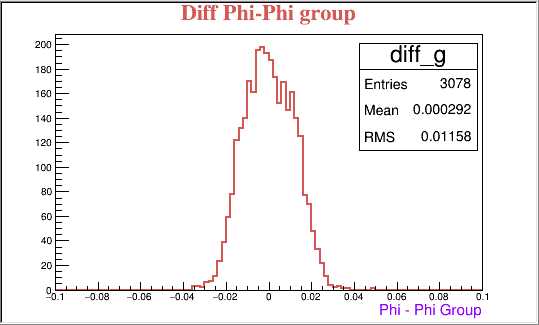 Diff Phi-Phi group
diff_g
Entries 3078
Mean 0.000292
RMS 0.01158
200
180
160
140
120
100
80
60
40
20
0
-0.1 -0.08 -0.06 -0.04 -0.02 0 0.02 0.04 0.06 0.08 0.1
Phi - Phi Group